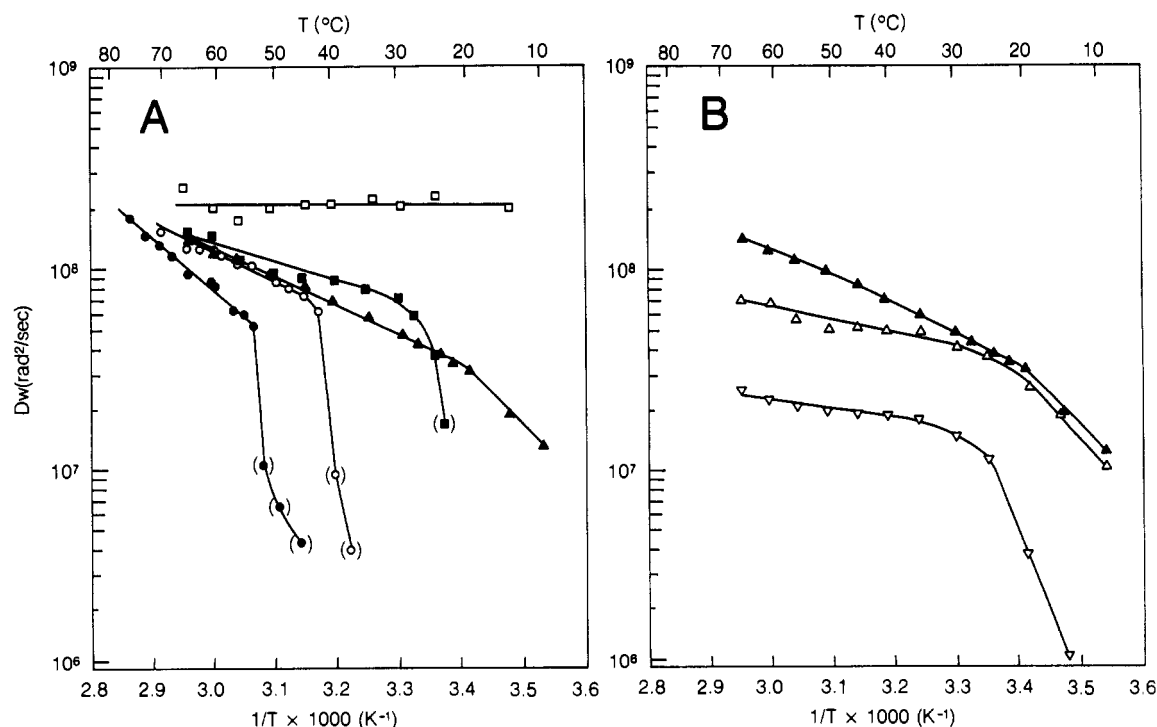 T (°C)
T (°C)
80 70 60 50 40 30 20 10
80 70 60 50 40 30 20 10
10⁹
10⁹
A
B
10⁸
10⁸
Dw(rad²/sec)
10⁷
10⁷
10⁶
10⁶
2.8 2.9 3.0 3.1 3.2 3.3 3.4 3.5 3.6
2.8 2.9 3.0 3.1 3.2 3.3 3.4 3.5 3.6
1/T × 1000 (K⁻¹)
1/T × 1000 (K⁻¹)